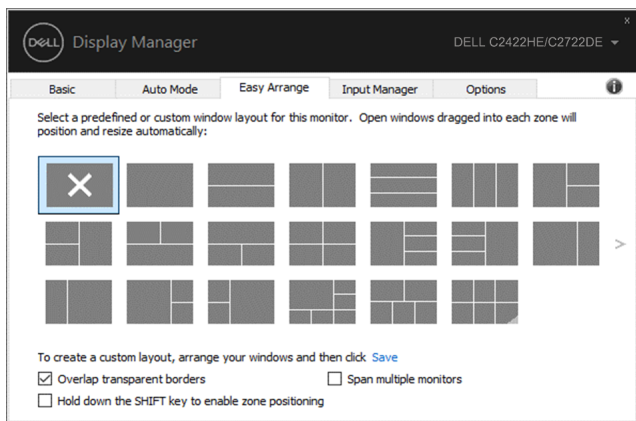 x
DELL Display Manager
DELL C2422HE/C2722DE
Basic
Auto Mode
Easy Arrange
Input Manager
Options
i
Select a predefined or custom window layout for this monitor. Open windows dragged into each zone will
position and resize automatically:
>
To create a custom layout, arrange your windows and then click Save
Overlap transparent borders
Span multiple monitors
Hold down the SHIFT key to enable zone positioning